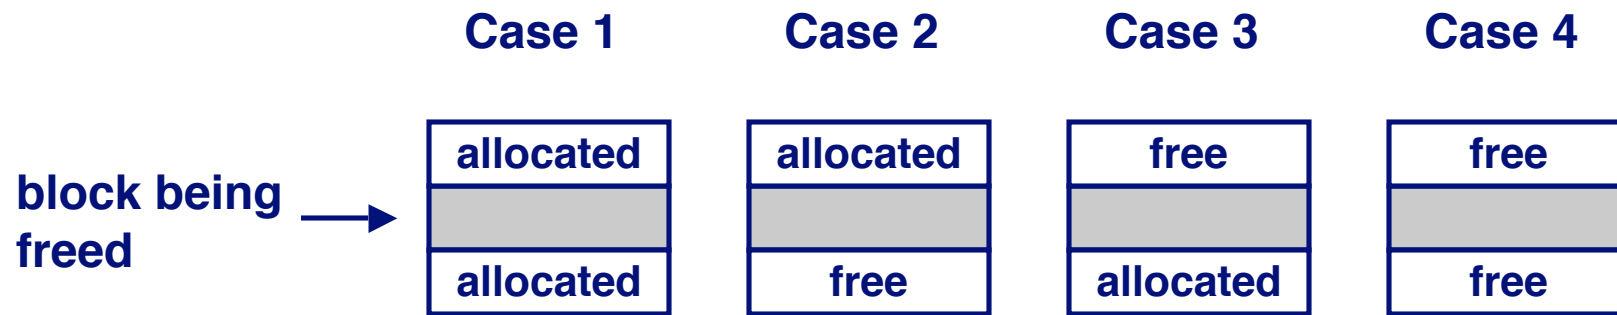 Case 1 Case 2 Case 3 Case 4
allocated allocated free free
block being
freed
allocated free allocated free